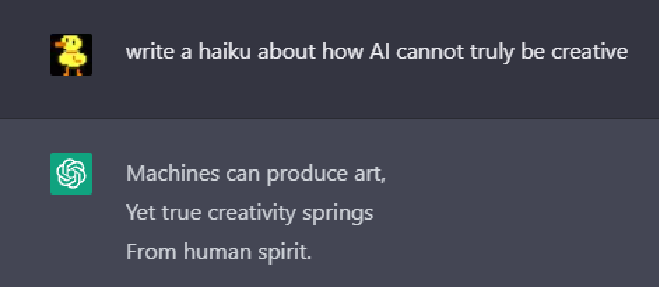 write a haiku about how AI cannot truly be creative
Machines can produce art,
Yet true creativity springs
From human spirit.